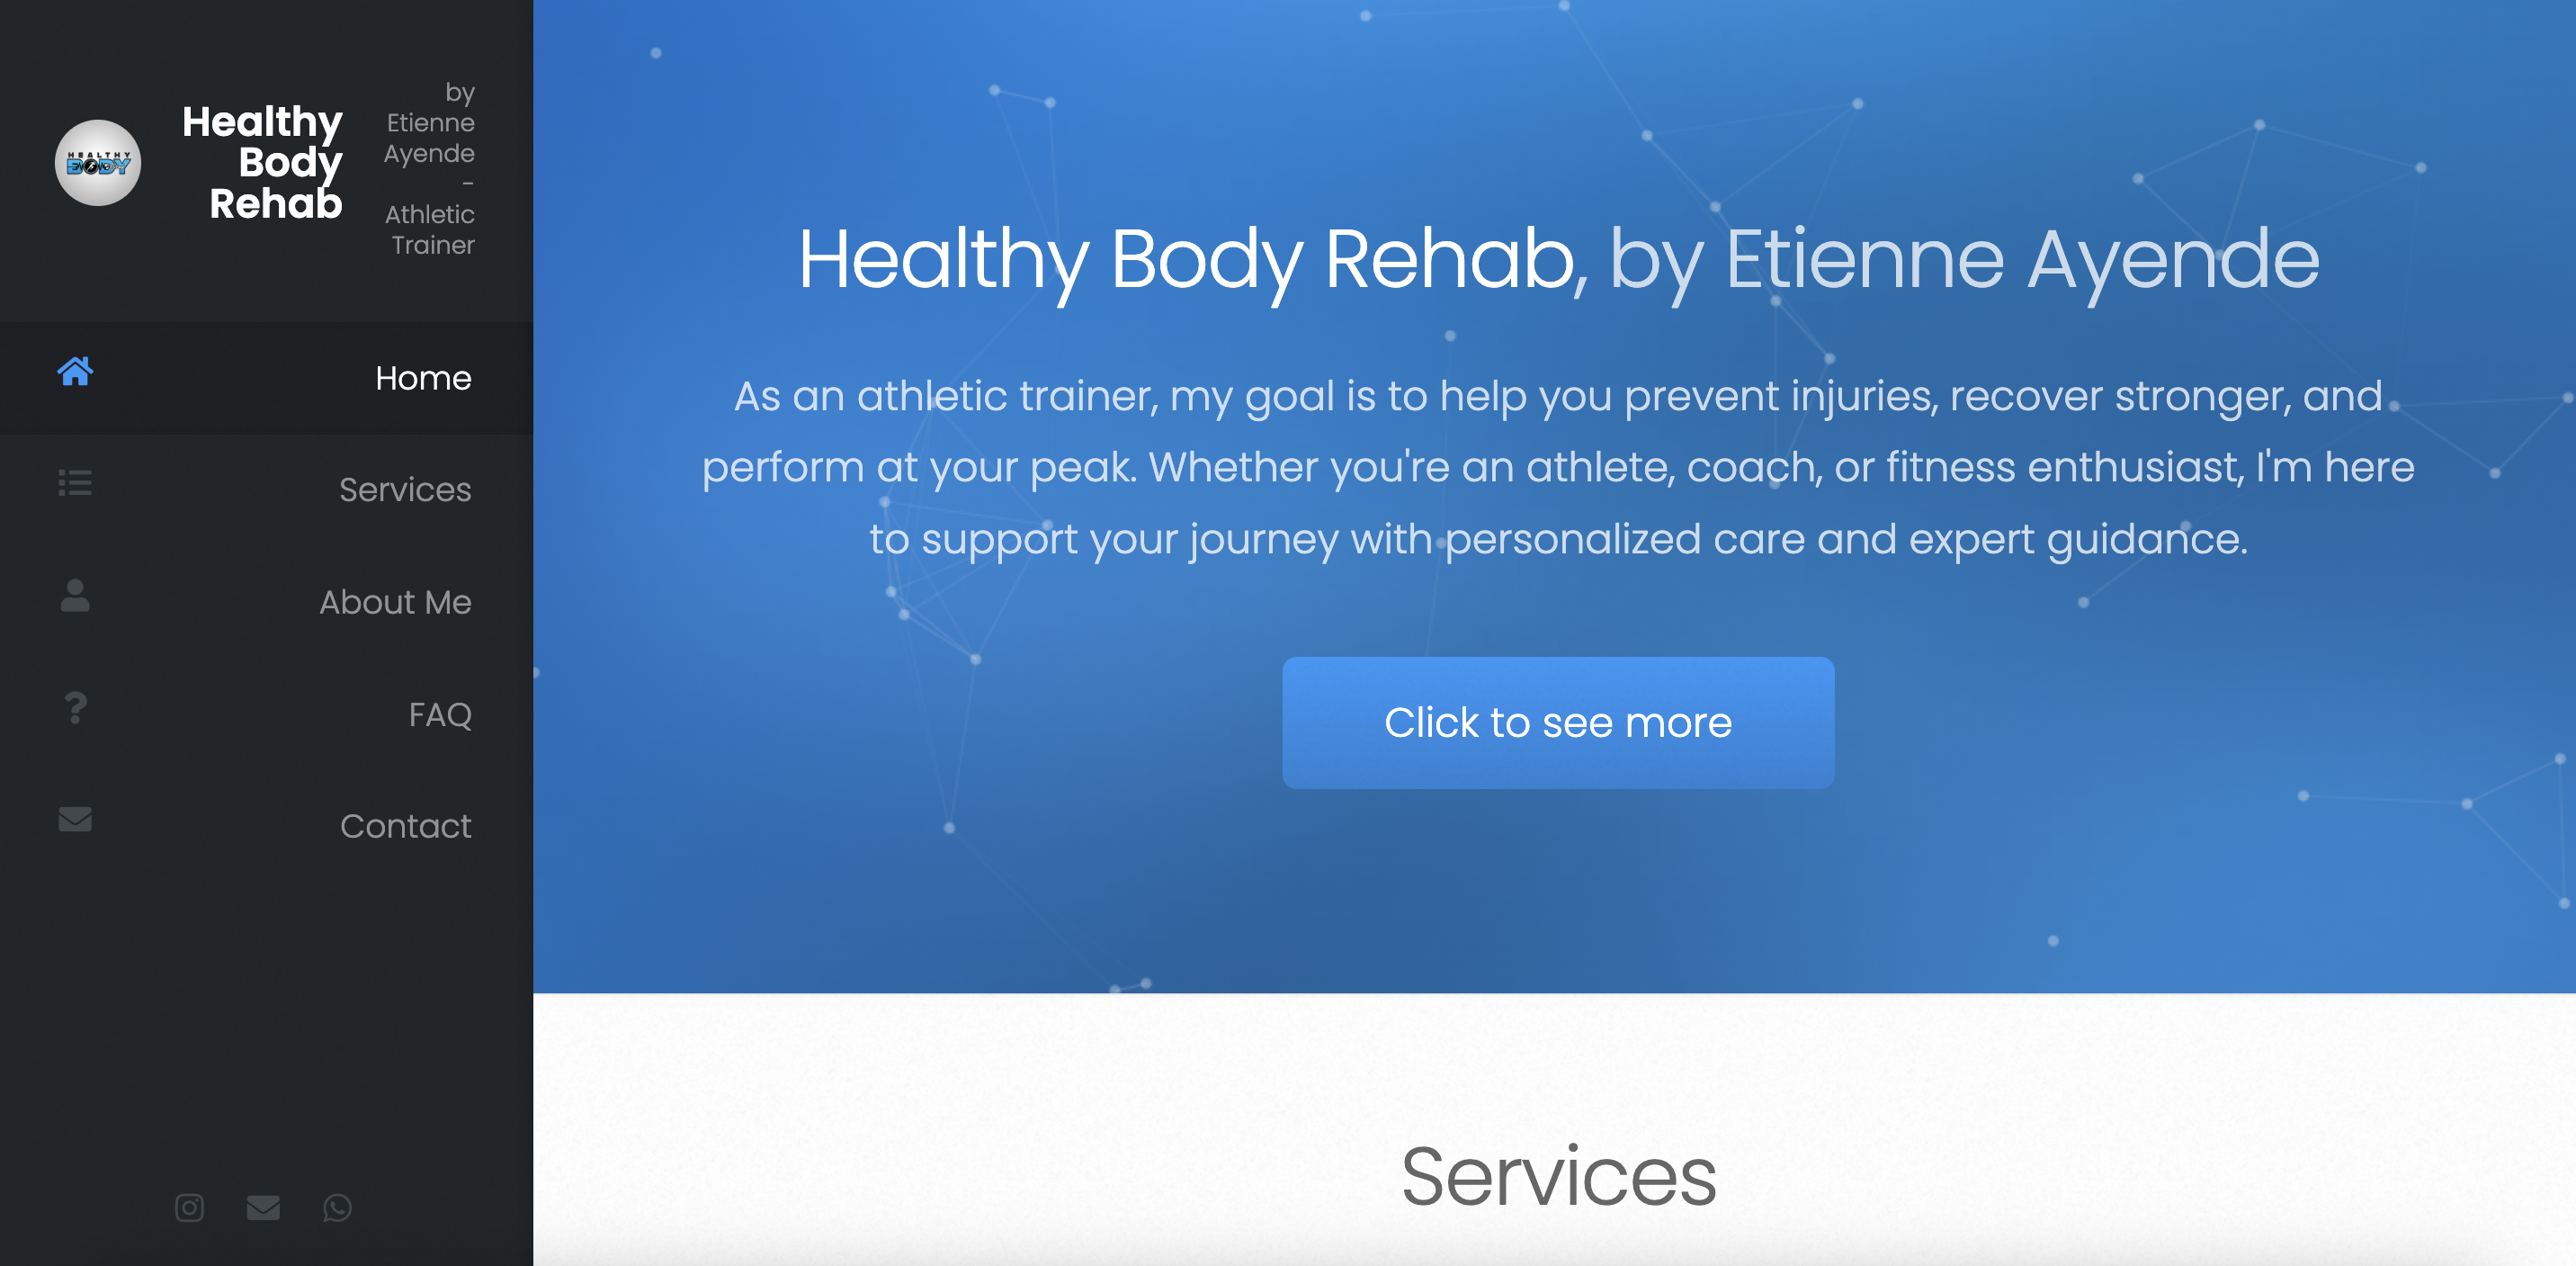 HEALTHY
BODY
Healthy
Body
Rehab
by
Etienne
Ayende
-
Athletic
Trainer
Home
Services
About Me
FAQ
Contact
Healthy Body Rehab, by Etienne Ayende
As an athletic trainer, my goal is to help you prevent injuries, recover stronger, and
perform at your peak. Whether you're an athlete, coach, or fitness enthusiast, I'm here
to support your journey with personalized care and expert guidance.
Click to see more
Services